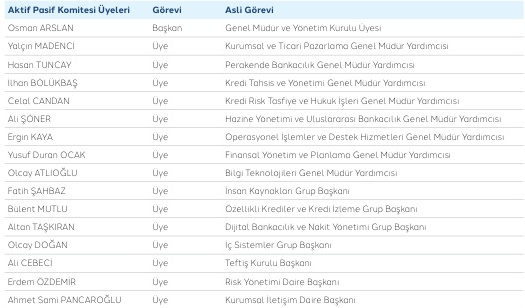 Aktif Pasif Komitesi Üyeleri Görevi Asli Görevi
Osman ARSLAN Başkan Genel Müdür ve Yönetim Kurulu Üyesi
Yalçın MADENCİ Üye Kurumsal ve Ticari Pazarlama Genel Müdür Yardımcısı
Hasan TUNCAY Üye Perakende Bankacılık Genel Müdür Yardımcısı
İlhan BÖLÜKBAŞ Üye Kredi Tahsis ve Yönetimi Genel Müdür Yardımcısı
Celal CANDAN Üye Kredi Risk Tasfiye ve Hukuk İşleri Genel Müdür Yardımcısı
Ali SÖNER Üye Hazine Yönetimi ve Uluslararası Bankacılık Genel Müdür Yardımcısı
Ergin KAYA Üye Operasyonel İşlemler ve Destek Hizmetleri Genel Müdür Yardımcısı
Yusuf Duran OCAK Üye Finansal Yönetim ve Planlama Genel Müdür Yardımcısı
Olcay ATLIOĞLU Üye Bilgi Teknolojileri Genel Müdür Yardımcısı
Fatih ŞAHBAZ Üye İnsan Kaynakları Grup Başkanı
Bülent MUTLU Üye Özellikli Krediler ve Kredi İzleme Grup Başkanı
Altan TAŞKIRAN Üye Dijital Bankacılık ve Nakit Yönetimi Grup Başkanı
Olcay DOĞAN Üye İç Sistemler Grup Başkanı
Ali CEBECİ Üye Teftiş Kurulu Başkanı
Erdem ÖZDEMİR Üye Risk Yönetimi Daire Başkanı
Ahmet Sami PANCAROĞLU Üye Kurumsal İletişim Daire Başkanı